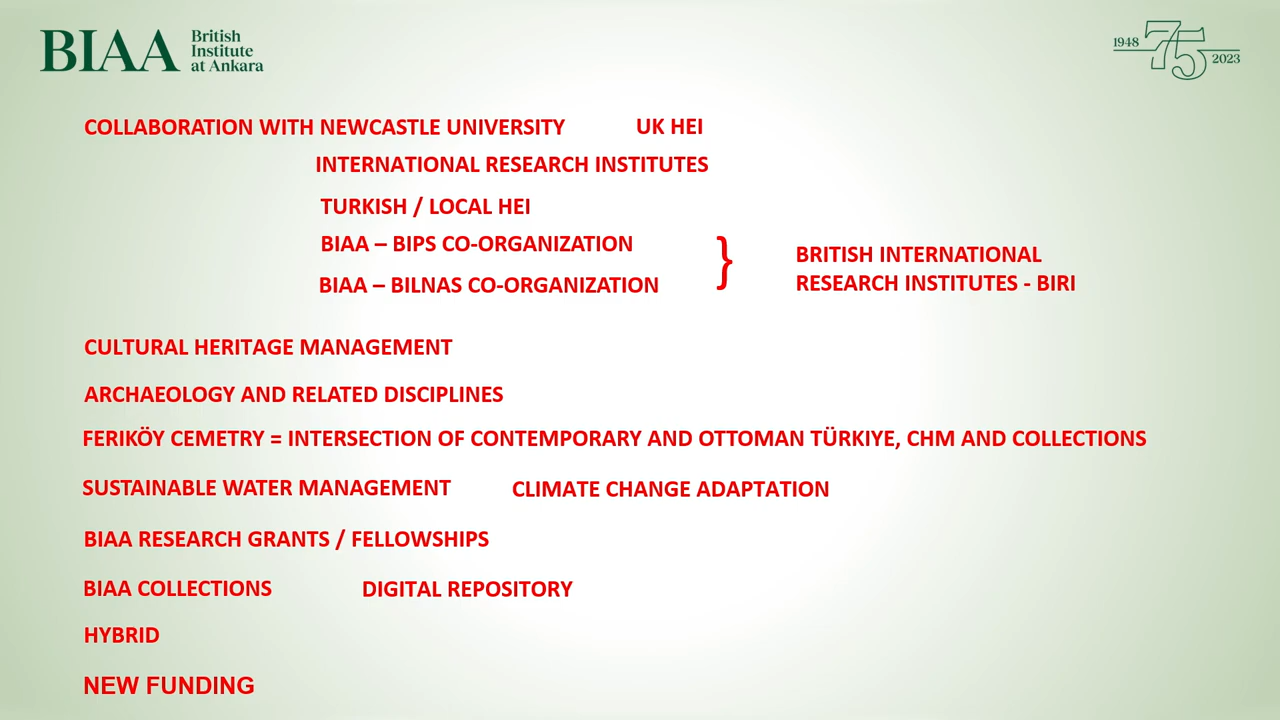 BIAA British
Institute
at Ankara
1948 75 2023
COLLABORATION WITH NEWCASTLE UNIVERSITY UK HEI
INTERNATIONAL RESEARCH INSTITUTES
TURKISH / LOCAL HEI
BIAA – BIPS CO-ORGANIZATION
BIAA – BILNAS CO-ORGANIZATION
}
BRITISH INTERNATIONAL
RESEARCH INSTITUTES - BIRI
CULTURAL HERITAGE MANAGEMENT
ARCHAEOLOGY AND RELATED DISCIPLINES
FERIKÖY CEMETRY = INTERSECTION OF CONTEMPORARY AND OTTOMAN TÜRKIYE, CHM AND COLLECTIONS
SUSTAINABLE WATER MANAGEMENT CLIMATE CHANGE ADAPTATION
BIAA RESEARCH GRANTS / FELLOWSHIPS
BIAA COLLECTIONS DIGITAL REPOSITORY
HYBRID
NEW FUNDING